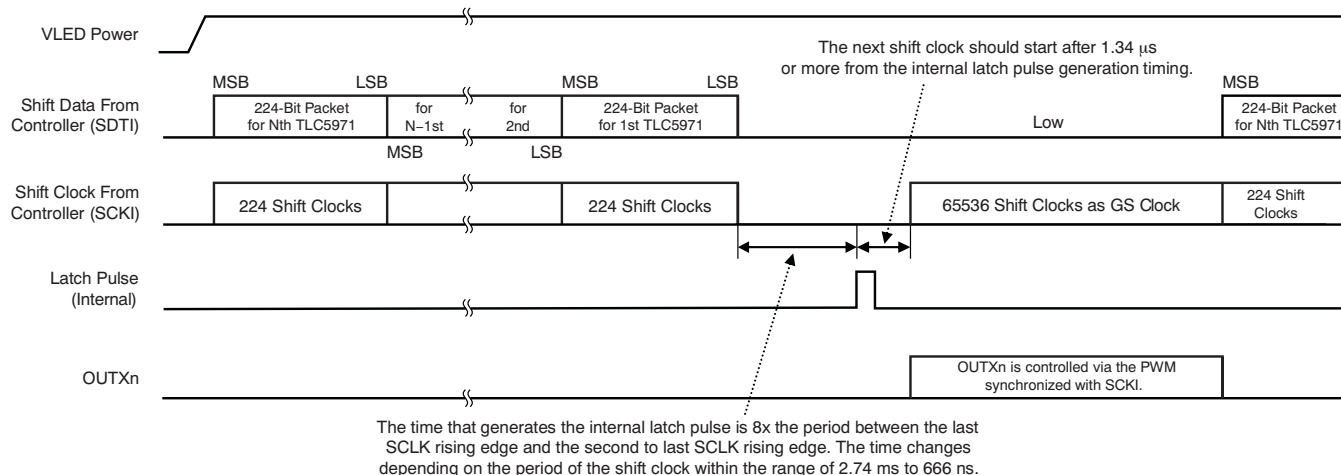 VLED Power
The next shift clock should start after 1.34 μs
or more from the internal latch pulse generation timing.
MSB LSB MSB LSB MSB
Shift Data From
Controller (SDTI)
224-Bit Packet
for Nth TLC5971
for
N–1st
for
2nd
224-Bit Packet
for 1st TLC5971
Low
224-Bit Packet
for Nth TLC5971
MSB LSB
Shift Clock From
Controller (SCKI)
224 Shift Clocks
224 Shift Clocks
65536 Shift Clocks as GS Clock
224 Shift
Clocks
Latch Pulse
(Internal)
OUTXn
OUTXn is controlled via the PWM
synchronized with SCKI.
The time that generates the internal latch pulse is 8x the period between the last
SCLK rising edge and the second to last SCLK rising edge. The time changes
depending on the period of the shift clock within the range of 2.74 ms to 666 ns.